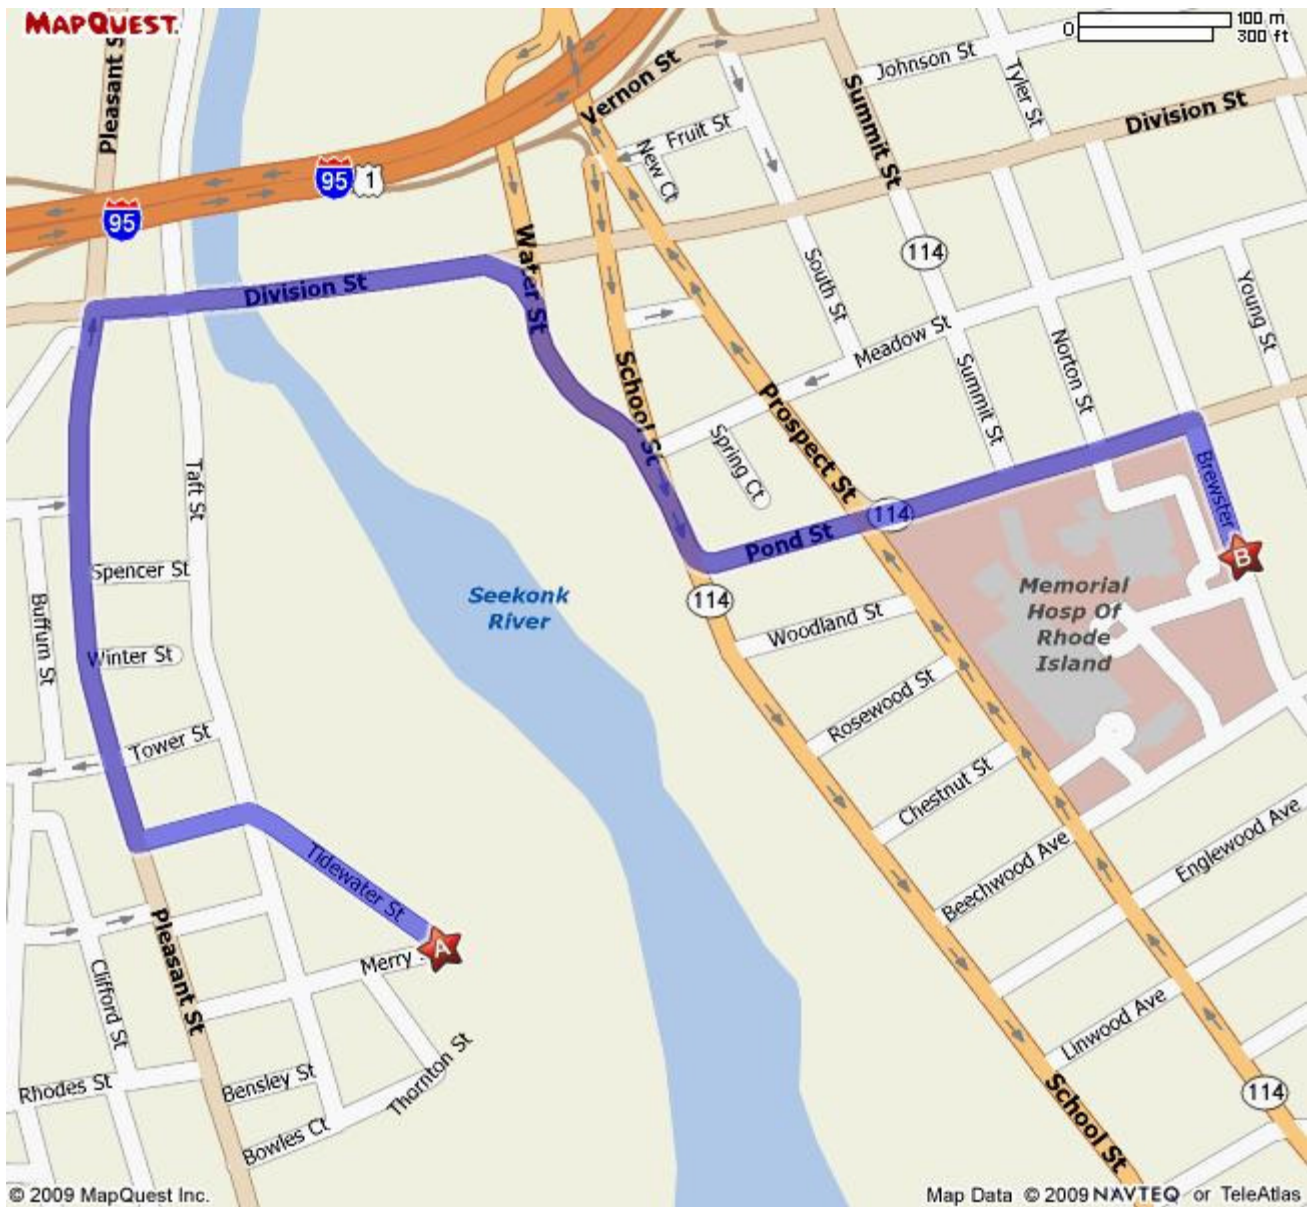 MAPQUEST.
100 m
0
300 ft
Pleasant S
Johnson St
Tyler St
Vernon St
Summit St
Division St
Fruit St
New Ct
95
1
95
Water St
114
South St
Young St
Division St
Meadow St
Norton St
School St
Summit St
Prospect St
Spring Ct
Taft St
Brewster
114
Pond St
B
Spencer St
Seekonk
River
Memorial
Hosp Of
Rhode
Island
114
Buffum St
Woodland St
Winter St
Rosewood St
Tower St
Chestnut St
Tidewater St
Englewood Ave
Beechwood Ave
A
Merry
Pleasant St
Clifford St
Linwood Ave
Thornton St
Rhodes St
Bensley St
114
School St
Bowles Ct
© 2009 MapQuest Inc.
Map Data © 2009 NAVTEQ or TeleAtlas